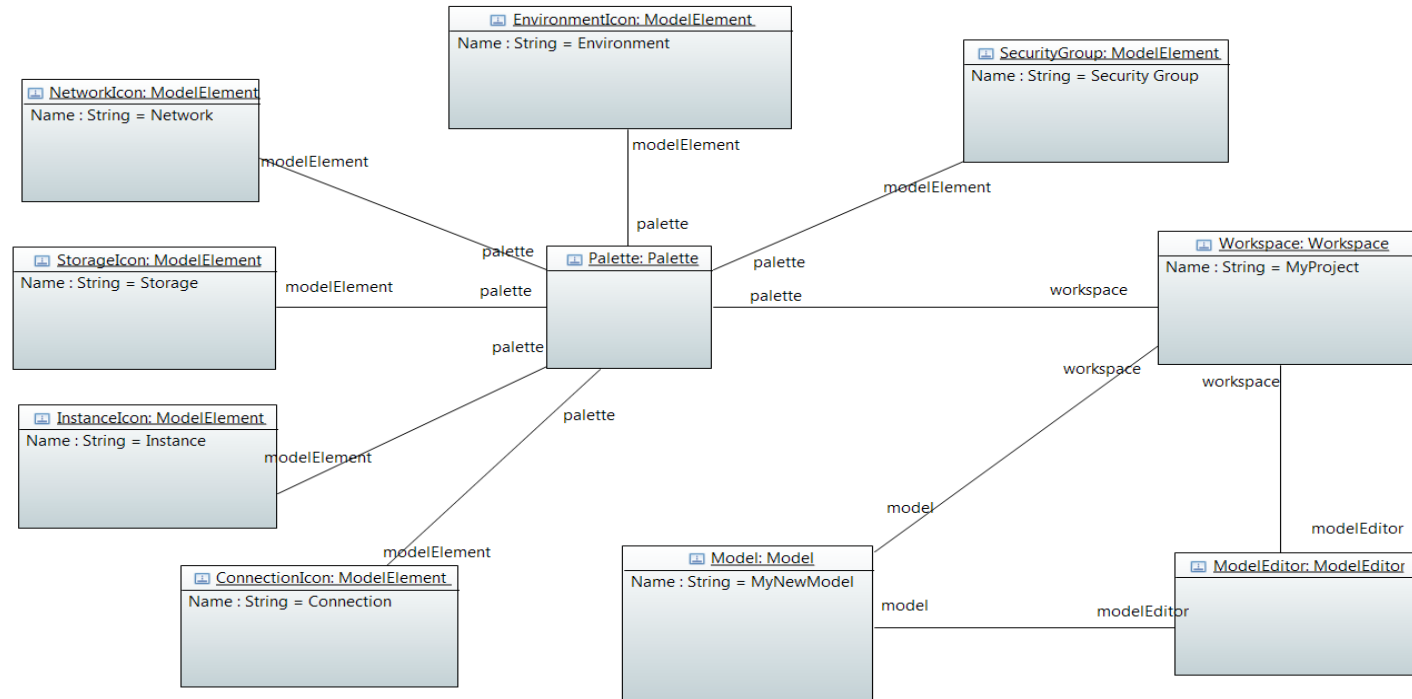 EnvironmentIcon: ModelElement
Name : String = Environment
SecurityGroup: ModelElement
Name : String = Security Group
NetworkIcon: ModelElement
Name : String = Network
modelElement
modelElement
modelElement
palette
palette
palette
StorageIcon: ModelElement
Name : String = Storage
modelElement
palette
Palette: Palette
palette
workspace
Workspace: Workspace
Name : String = MyProject
palette
workspace
workspace
InstanceIcon: ModelElement
Name : String = Instance
modelElement
palette
model
modelEditor
modelElement
ConnectionIcon: ModelElement
Name : String = Connection
Model: Model
Name : String = MyNewModel
model
modelEditor
ModelEditor: ModelEditor